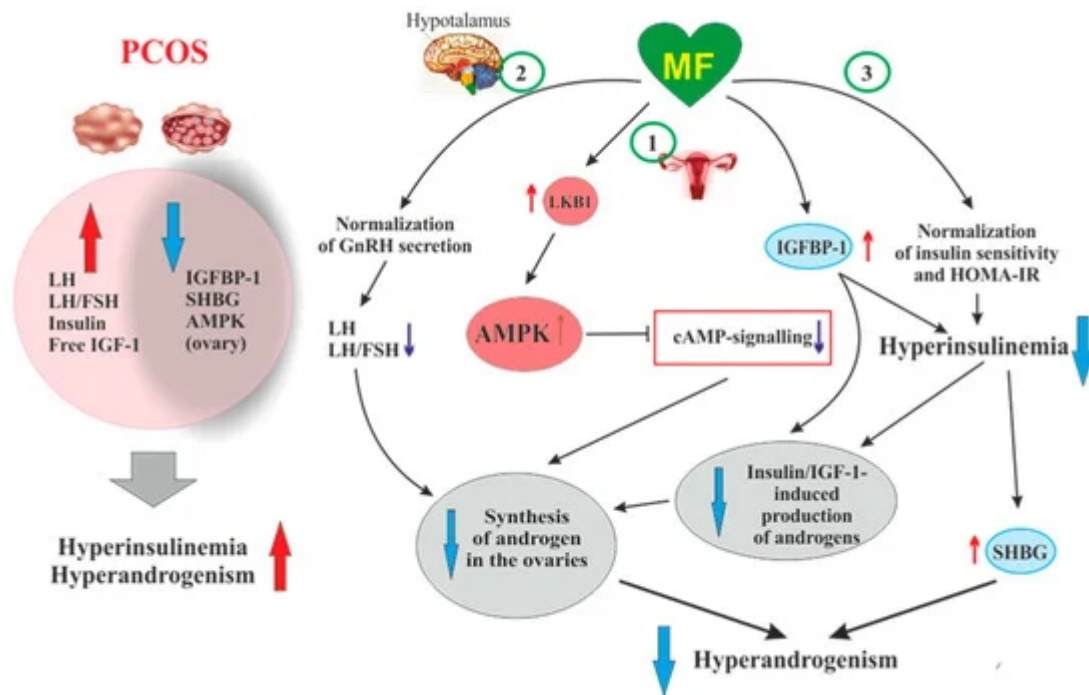 PCOS
LH
LH/FSH
Insulin
Free IGF-1
IGFBP-1
SHBG
AMPK
(ovary)
Hyperinsulinemia
Hyperandrogenism
Hypotalamus
2
MF
3
1
LKB1
Normalization
of GnRH secretion
IGFBP-1
Normalization
of insulin sensitivity
and HOMA-IR
LH
LH/FSH
AMPK
cAMP-signalling
Hyperinsulinemia
Synthesis
of androgen
in the ovaries
Insulin/IGF-1-
induced
production
of androgens
SHBG
Hyperandrogenism